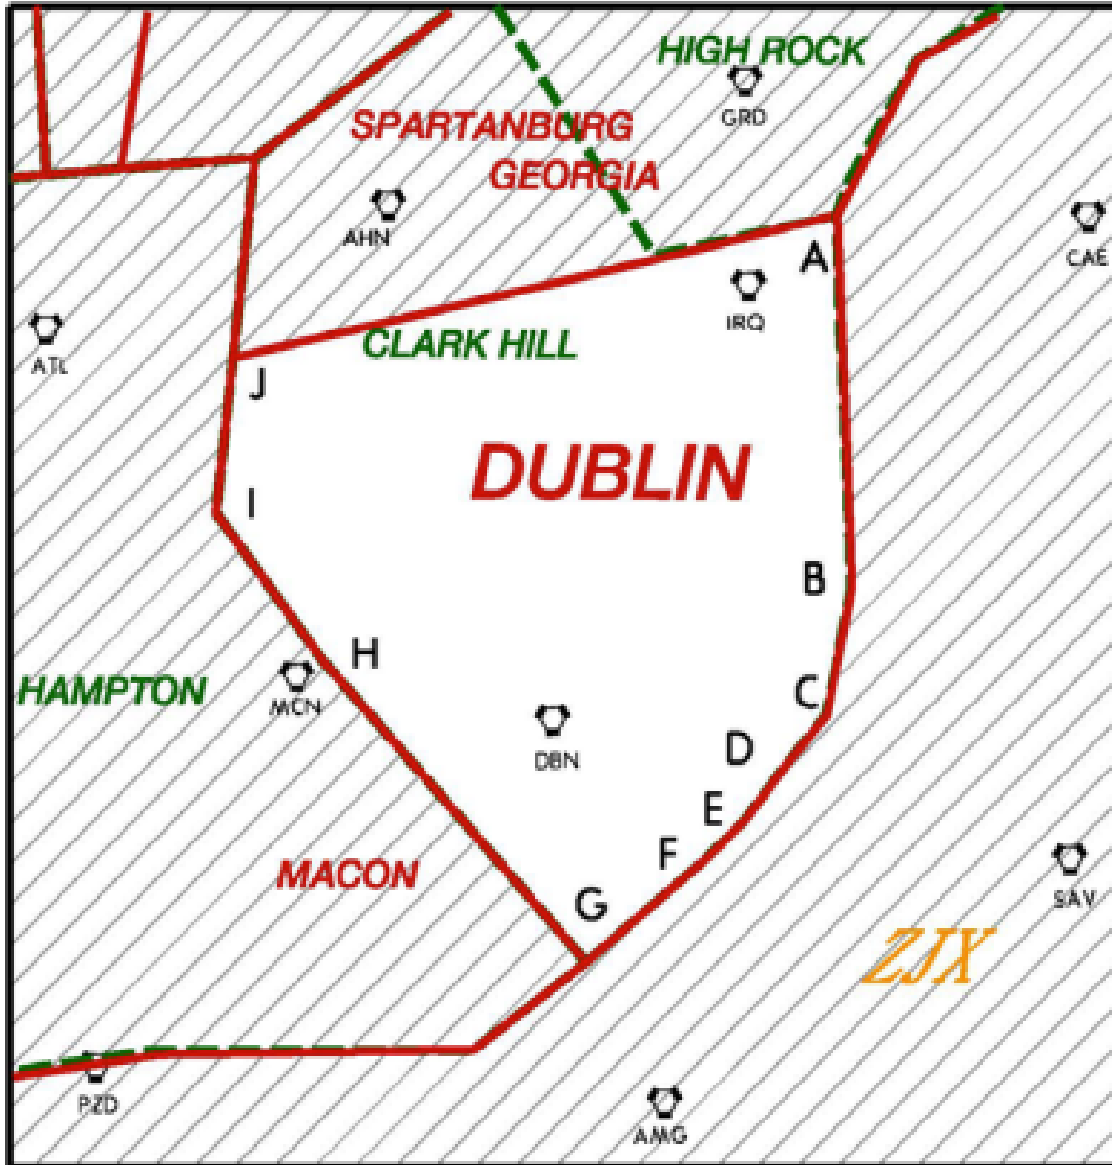 HIGH ROCK
GRD
SPARTANBURG
GEORGIA
AHN
CAE
A
IRQ
ATL
CLARK HILL
J
DUBLIN
I
B
H
HAMPTON
MCN
C
D
DBN
E
F
MACON
G
SAV
ZJX
PZD
AMG